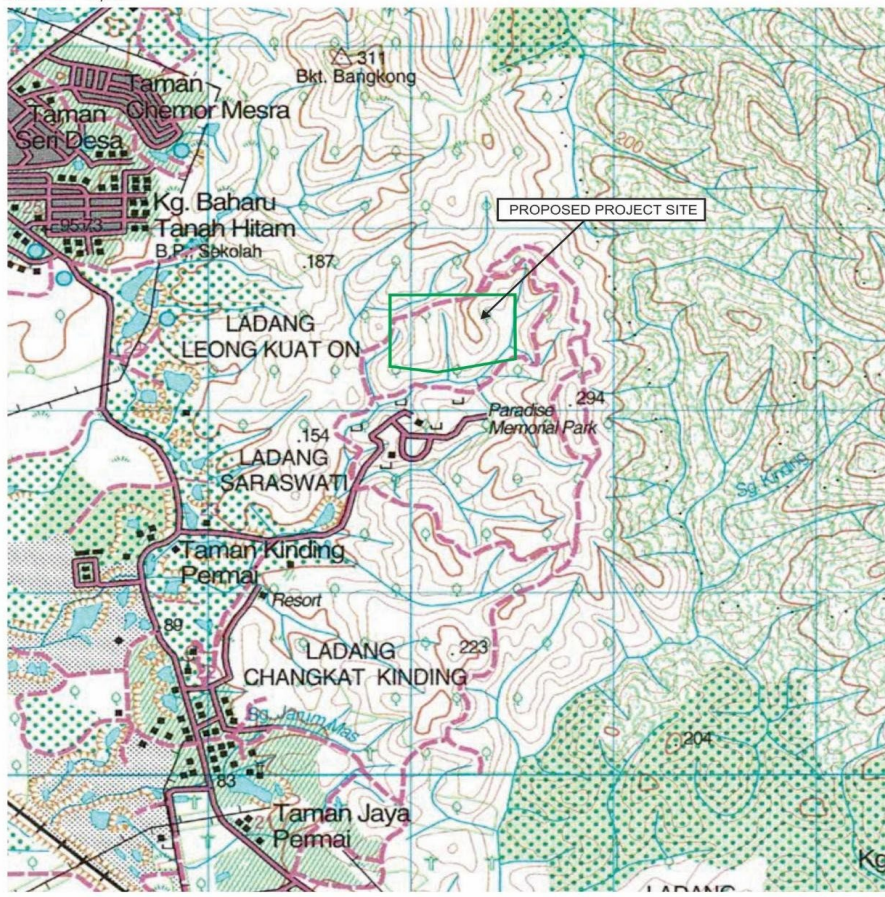 311
Bkt. Bangkong
Taman
Chemor Mesra
Taman
Seri Desa
200
Kg. Baharu
Tanah Hitam
B.P., Sekolah
PROPOSED PROJECT SITE
.187
LADANG
LEONG KUAT ON
.294
Paradise
Memorial Park
.154
LADANG
SARASWATI
Sg. Kinding
Taman Kinding
Permai
Resort
89
LADANG
CHANGKAT KINDING
.223
Sg. Jarum Mas
.204
83
Taman Jaya
Permai
Kg
LADANG